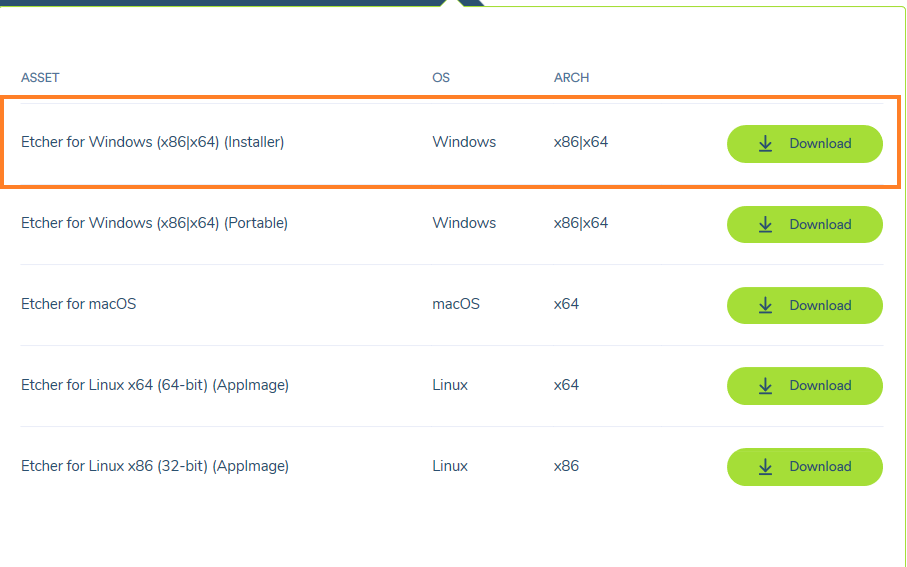 ASSET OS ARCH
Etcher for Windows (x86|x64) (Installer) Windows x86|x64 Download
Etcher for Windows (x86|x64) (Portable) Windows x86|x64 Download
Etcher for macOS macOS x64 Download
Etcher for Linux x64 (64-bit) (AppImage) Linux x64 Download
Etcher for Linux x86 (32-bit) (AppImage) Linux x86 Download